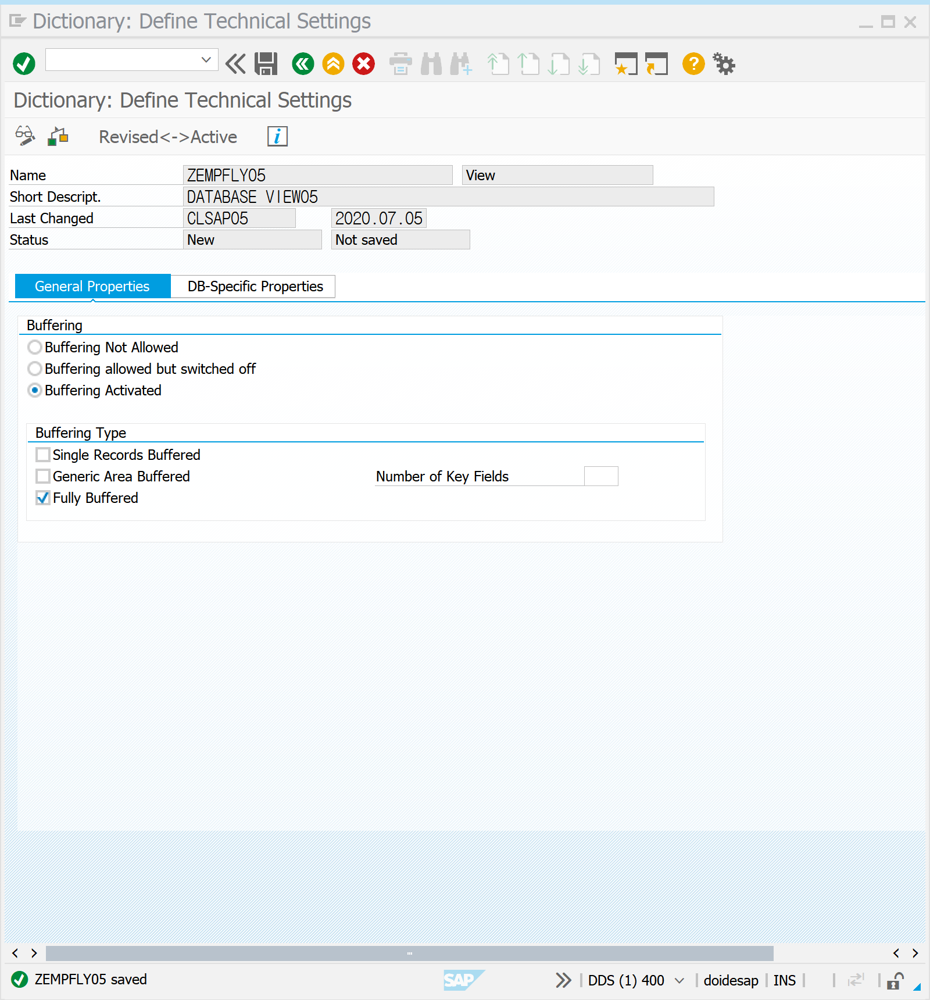 Dictionary: Define Technical Settings
Dictionary: Define Technical Settings
Revised<->Active
Name ZEMPFLY05 View
Short Descript. DATABASE VIEW05
Last Changed CLSAP05 2020.07.05
Status New Not saved
General Properties DB-Specific Properties
Buffering
Buffering Not Allowed
Buffering allowed but switched off
Buffering Activated
Buffering Type
Single Records Buffered
Generic Area Buffered Number of Key Fields
Fully Buffered
ZEMPFLY05 saved SAP DDS (1) 400 doidesap INS